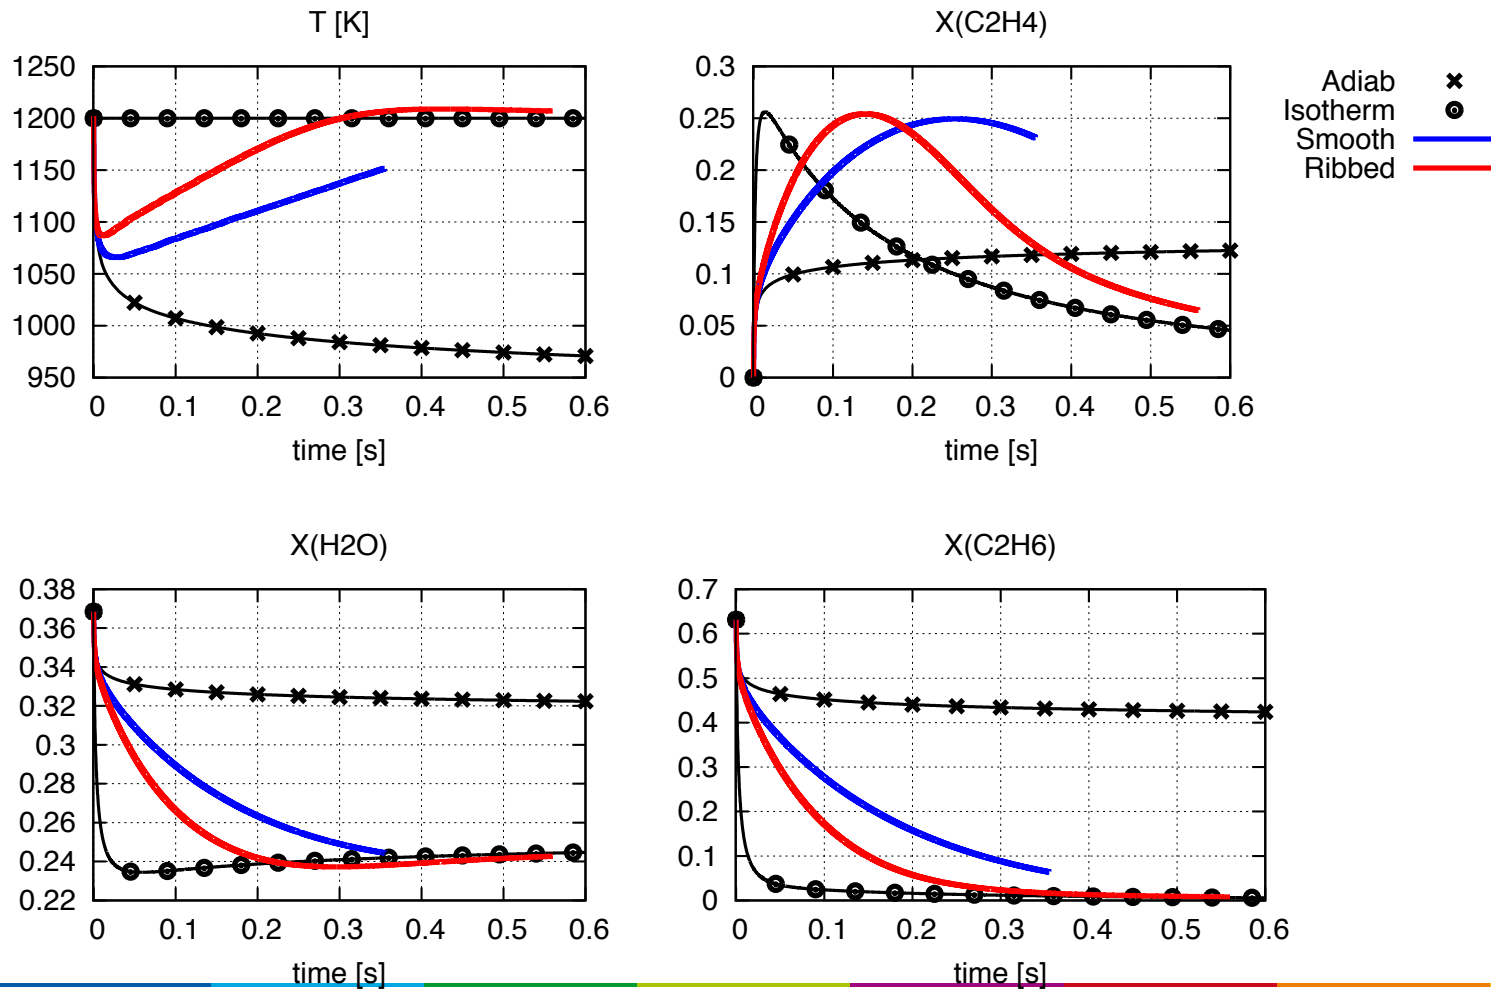 T [K]
1250
1200
1150
1100
1050
1000
950
0 0.1 0.2 0.3 0.4 0.5 0.6
time [s]
X(C2H4)
0.3
0.25
0.2
0.15
0.1
0.05
0
0 0.1 0.2 0.3 0.4 0.5 0.6
time [s]
Adiab
Isotherm
Smooth
Ribbed
X(H2O)
0.38
0.36
0.34
0.32
0.3
0.28
0.26
0.24
0.22
0 0.1 0.2 0.3 0.4 0.5 0.6
time [s]
X(C2H6)
0.7
0.6
0.5
0.4
0.3
0.2
0.1
0
0 0.1 0.2 0.3 0.4 0.5 0.6
time [s]